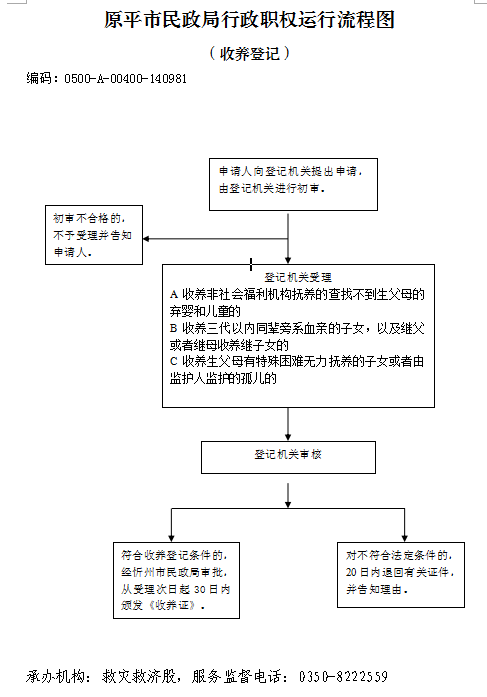 原平市民政局行政职权运行流程图
（收养登记）
编码：0500-A-00400-140981
申请人向登记机关提出申请，
由登记机关进行初审。
初审不合格的，
不予受理并告知
申请人。
登记机关受理
A 收养非社会福利机构抚养的查找不到生父母的
弃婴和儿童的
B 收养三代以内同辈旁系血亲的子女，以及继父
或者继母收养继子女的
C 收养生父母有特殊困难无力抚养的子女或者由
监护人监护的孤儿的
登记机关审核
符合收养登记条件的，
经忻州市民政局审批，
从受理次日起 30 日内
颁发《收养证》。
对不符合法定条件的，
20 日内退回有关证件，
并告知理由。
承办机构：救灾救济股，服务监督电话：0350-8222559